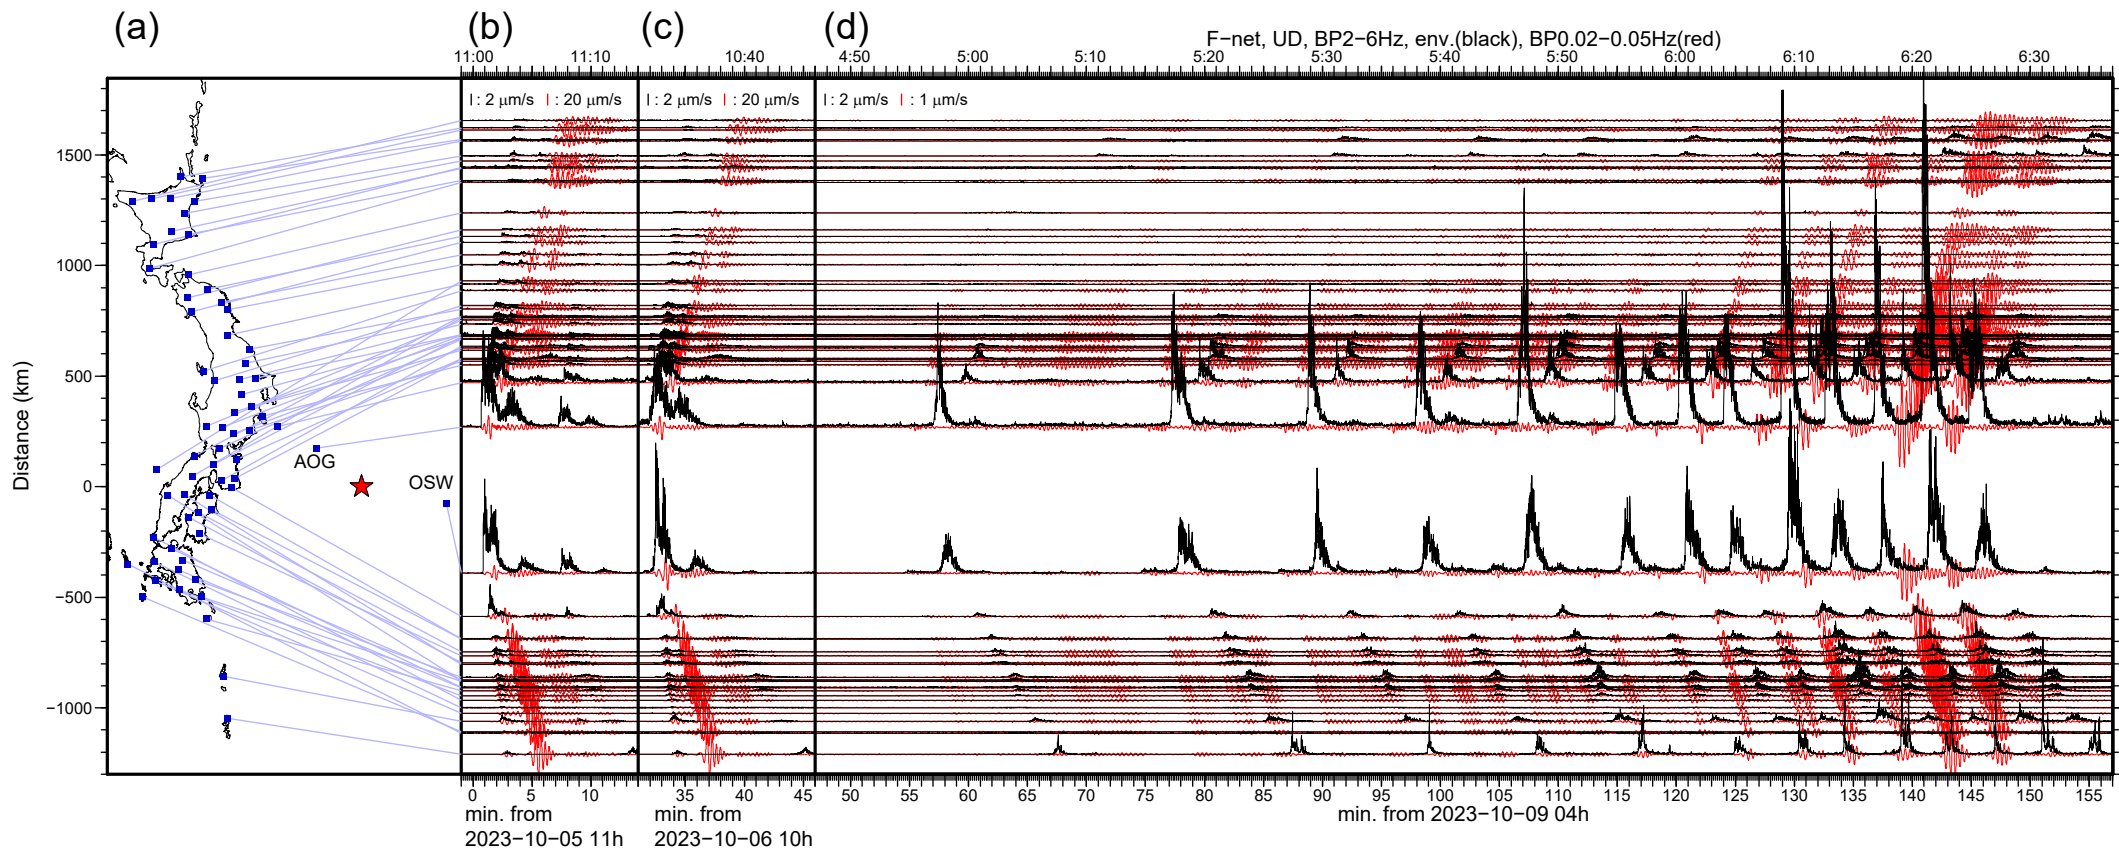 (a) (b) (c) (d)
F−net, UD, BP2−6Hz, env.(black), BP0.02−0.05Hz(red)
11:00 11:10 10:40 4:50 5:00 5:10 5:20 5:30 5:40 5:50 6:00 6:10 6:20 6:30
: 2 μm/s : 20 μm/s : 2 μm/s : 20 μm/s : 2 μm/s : 1 μm/s
1500
1000
500
0
−500
−1000
Distance (km)
AOG
OSW
0 5 10 35 40 45 50 55 60 65 70 75 80 85 90 95 100 105 110 115 120 125 130 135 140 145 150 155
min. from
2023−10−05 11h
min. from
2023−10−06 10h
min. from 2023−10−09 04h